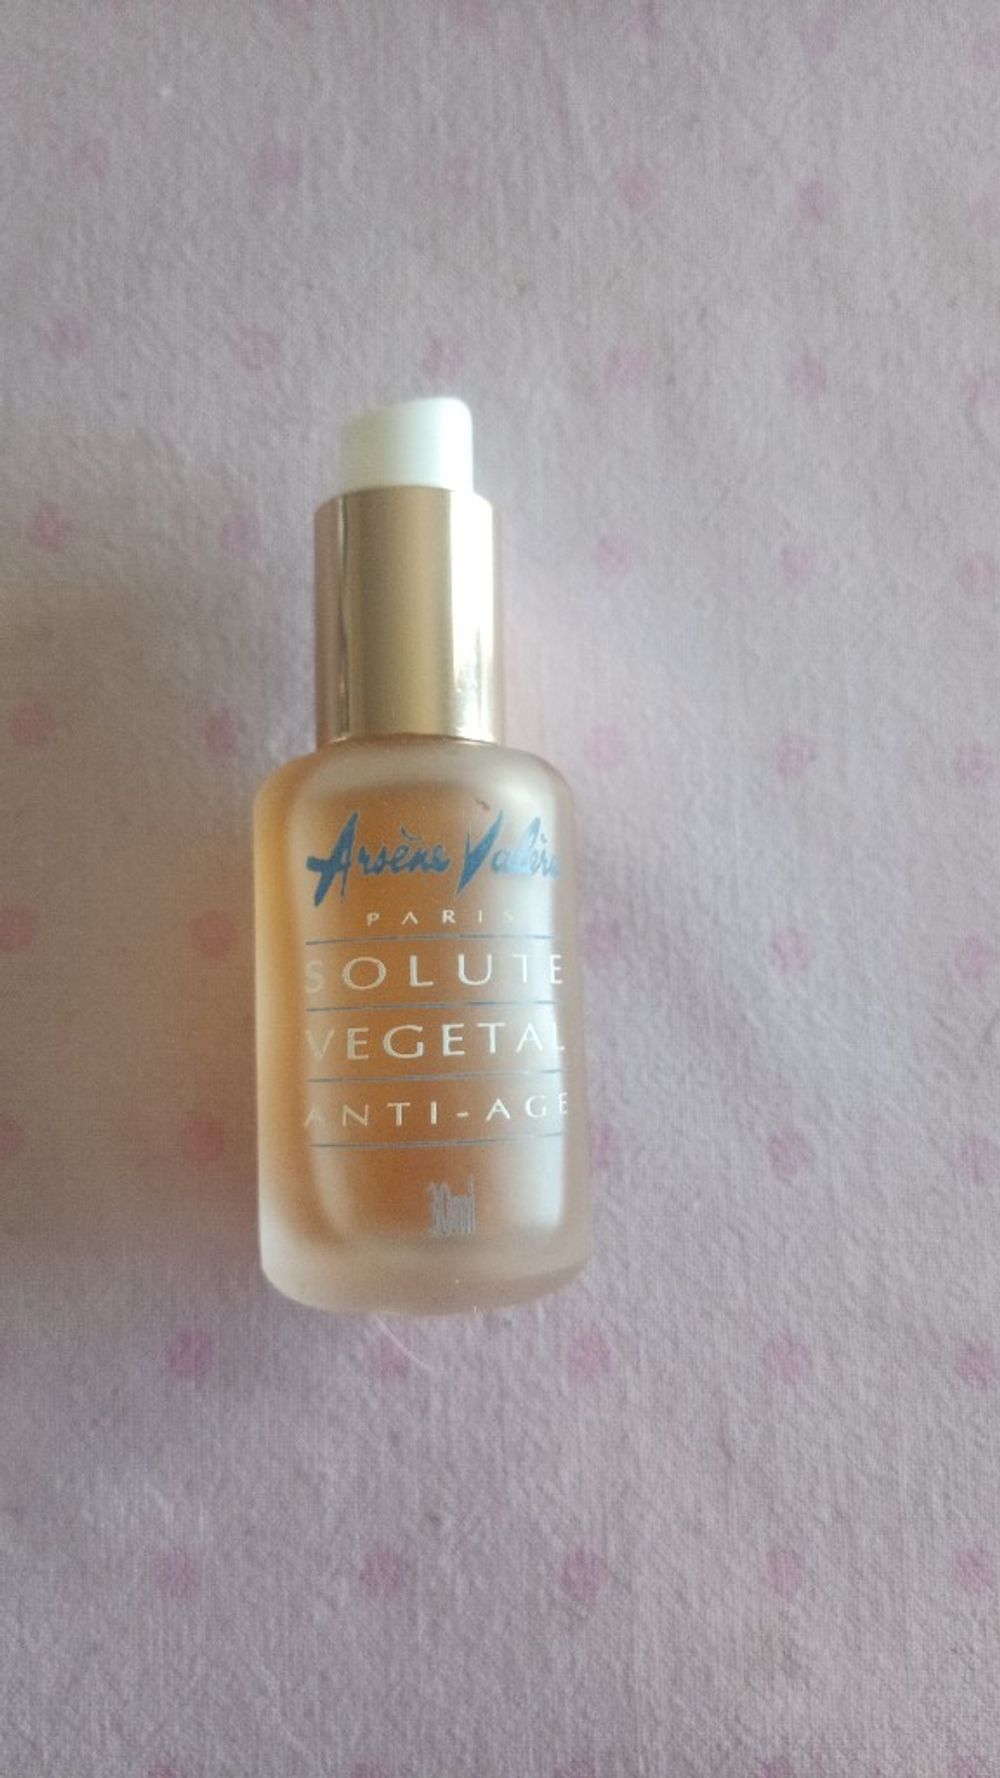 Arsène Valère
PARIS
SOLUTE
VEGETAL
ANTI-AGE
30ml